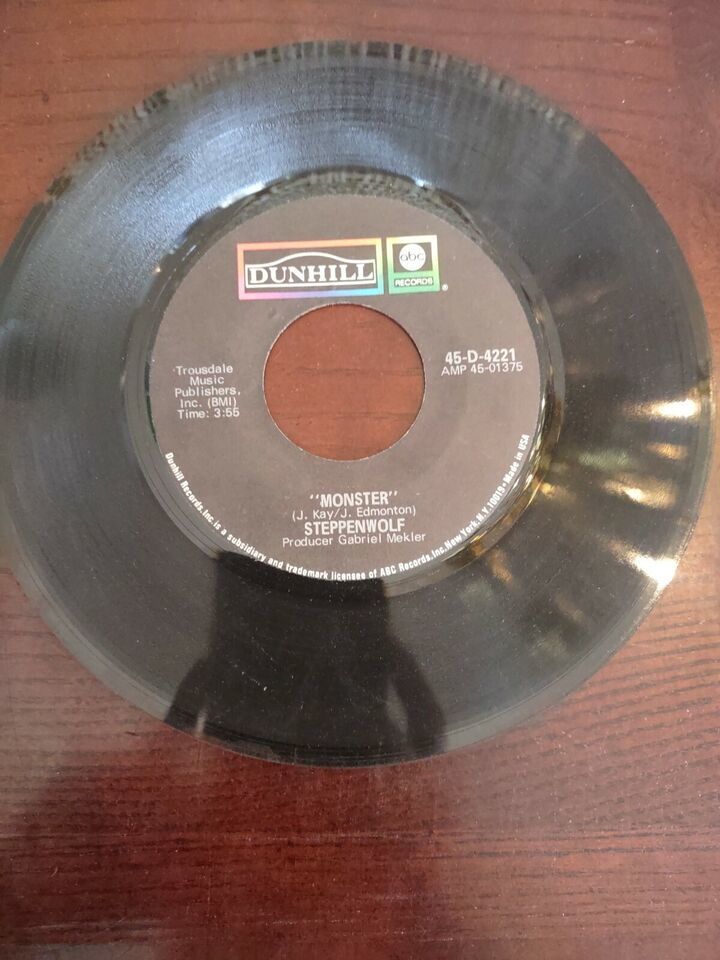 DUNHILL
abc
RECORDS
®
45-D-4221
AMP 45-01375
Trousdale
Music
Publishers,
Inc. (BMI)
Time: 3:55
"MONSTER"
(J. Kay/J. Edmonton)
STEPPENWOLF
Producer Gabriel Mekler
Dunhill Records, Inc. is a subsidiary and trademark licensee of ABC Records, Inc. New York, N.Y. 10019 • Made in USA